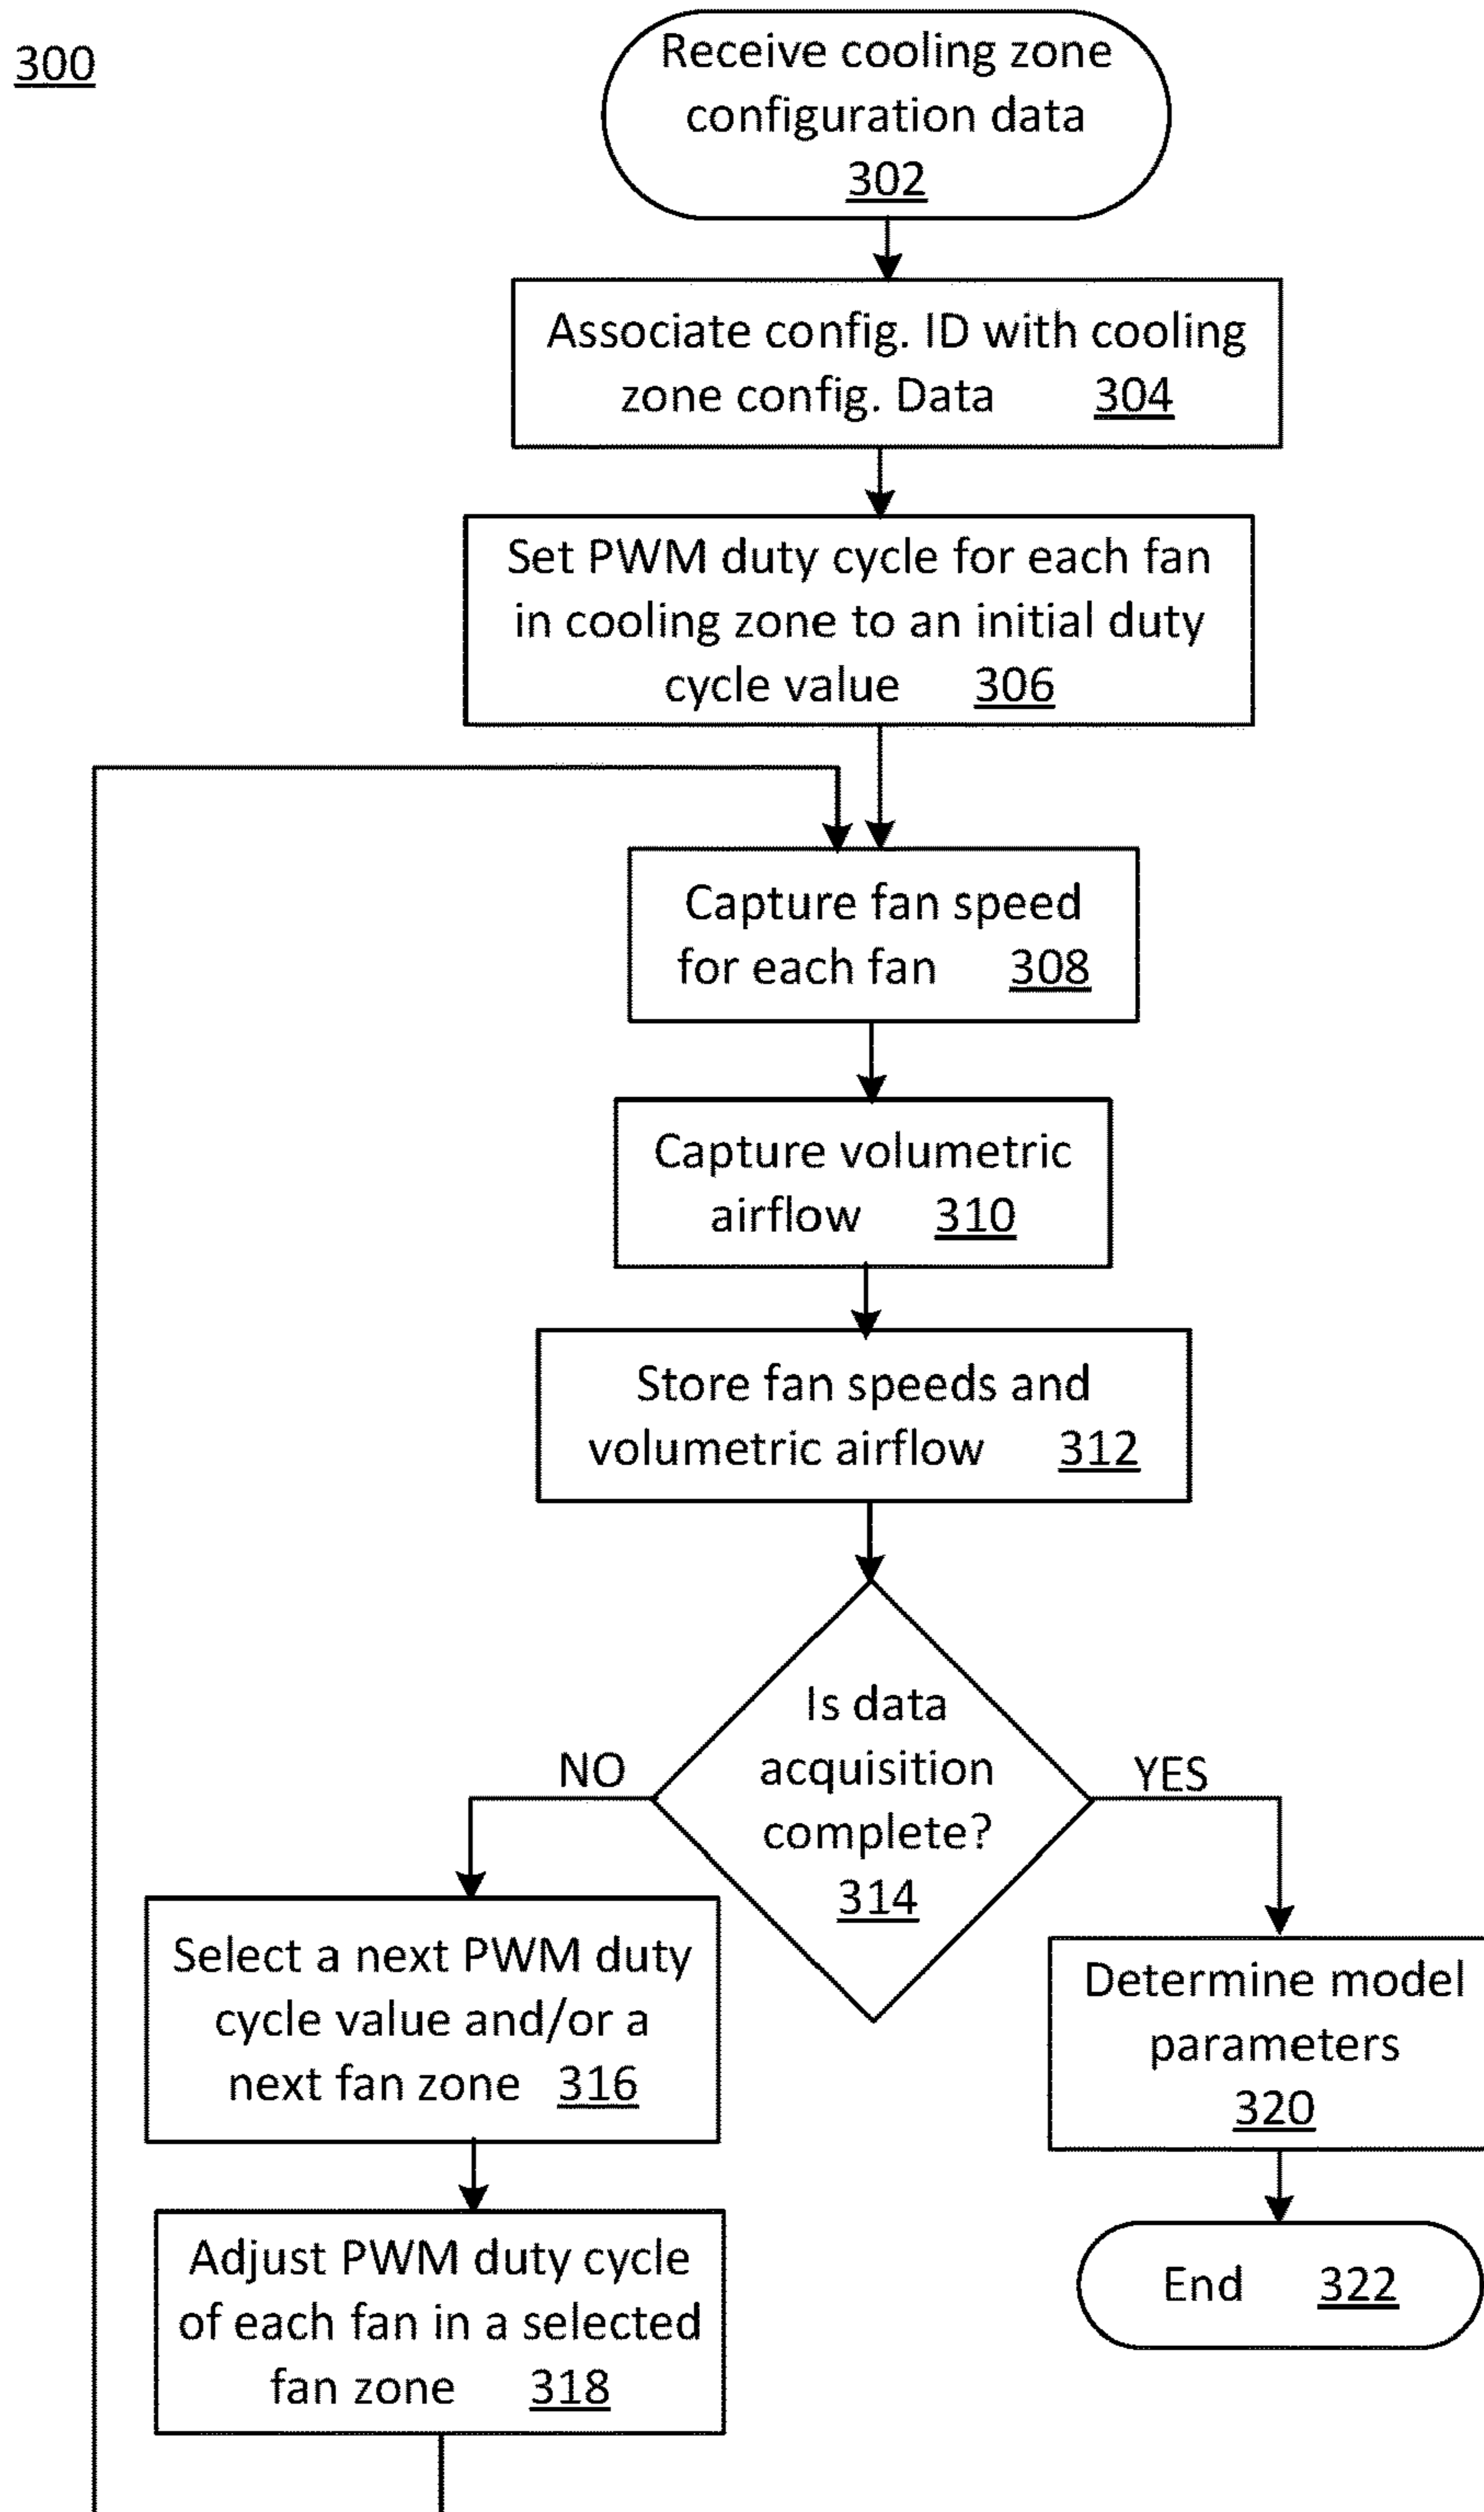 300
Receive cooling zone
configuration data
302
Associate config. ID with cooling
zone config. Data 304
Set PWM duty cycle for each fan
in cooling zone to an initial duty
cycle value 306
Capture fan speed
for each fan 308
Capture volumetric
airflow 310
Store fan speeds and
volumetric airflow 312
Is data
acquisition
complete?
314
NO
YES
Select a next PWM duty
cycle value and/or a
next fan zone 316
Determine model
parameters
320
Adjust PWM duty cycle
of each fan in a selected
fan zone 318
End 322